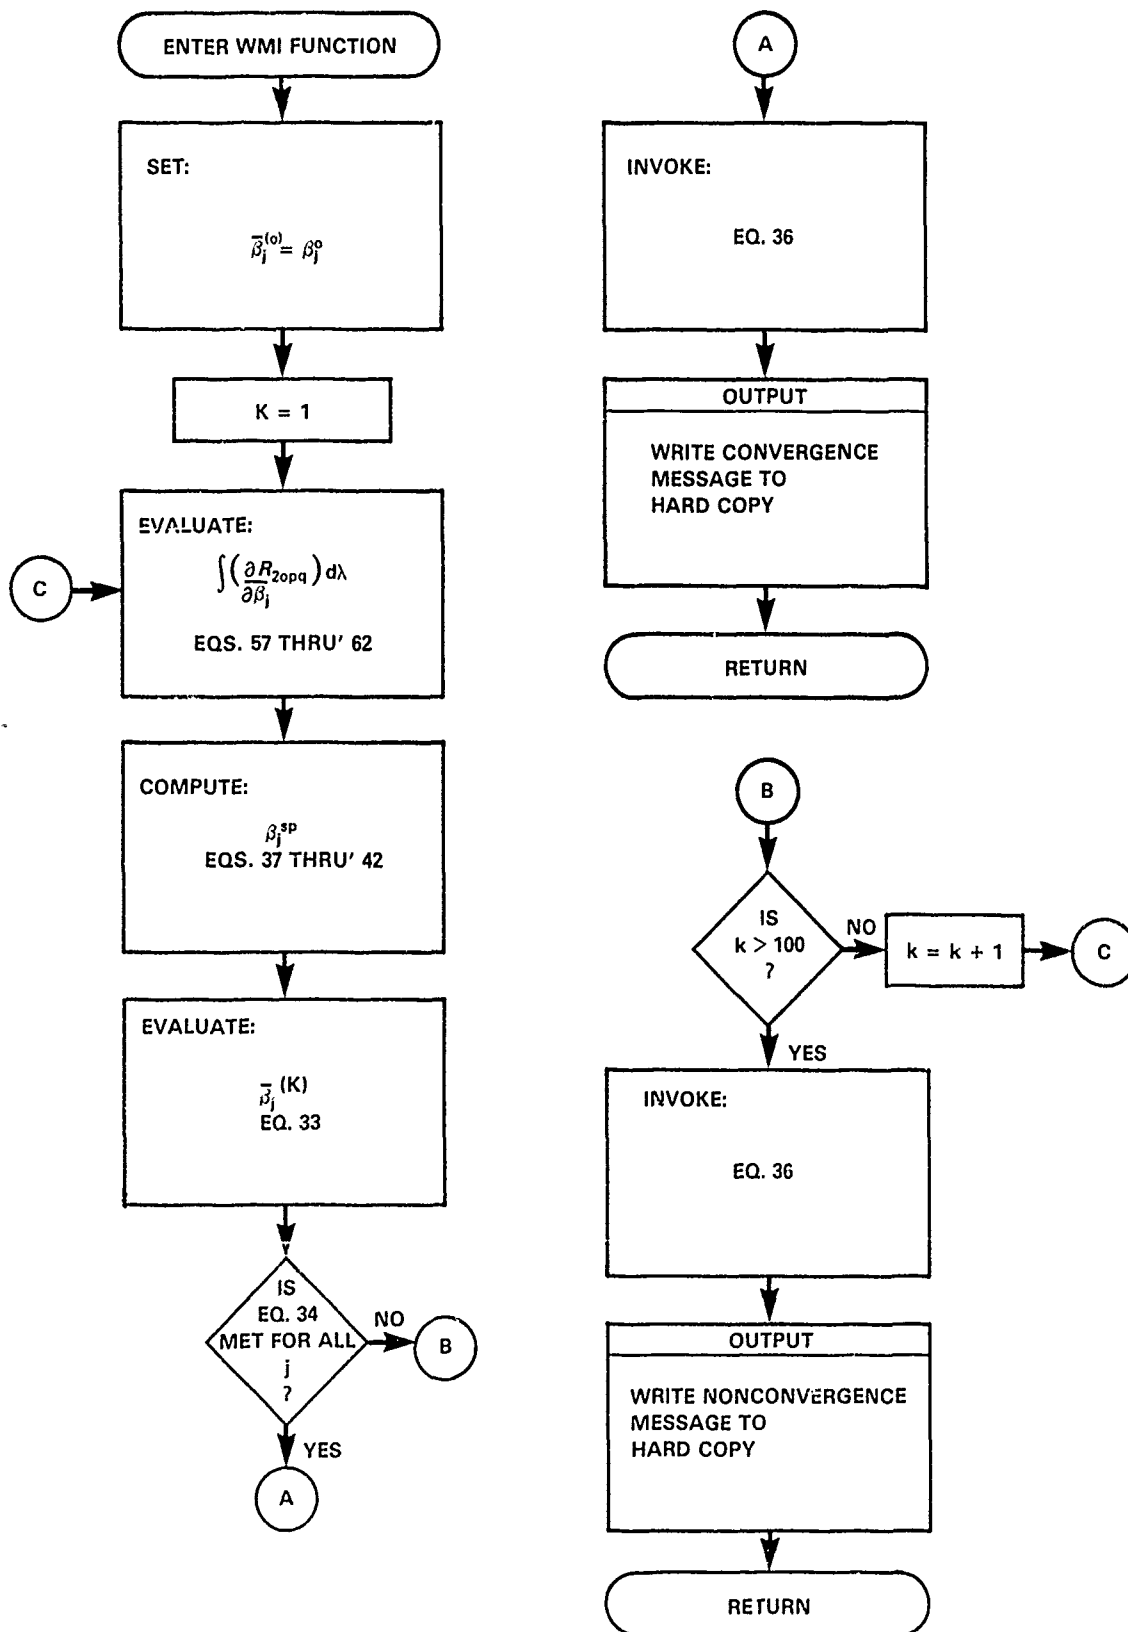 ENTER WMI FUNCTION
SET:
β̄ⱼ⁽ᵒ⁾ = βⱼᵒ
K = 1
C
EVALUATE:
∫(∂R₂ₒₚq / ∂β̄ⱼ) dλ
EQS. 57 THRU' 62
COMPUTE:
βⱼˢᵖ
EQS. 37 THRU' 42
EVALUATE:
β̄ⱼ⁽ᴷ⁾
EQ. 33
IS
EQ. 34
MET FOR ALL
j
?
NO
B
YES
A
A
INVOKE:
EQ. 36
OUTPUT
WRITE CONVERGENCE
MESSAGE TO
HARD COPY
RETURN
B
IS
k > 100
?
NO
k = k + 1
C
YES
INVOKE:
EQ. 36
OUTPUT
WRITE NONCONVERGENCE
MESSAGE TO
HARD COPY
RETURN